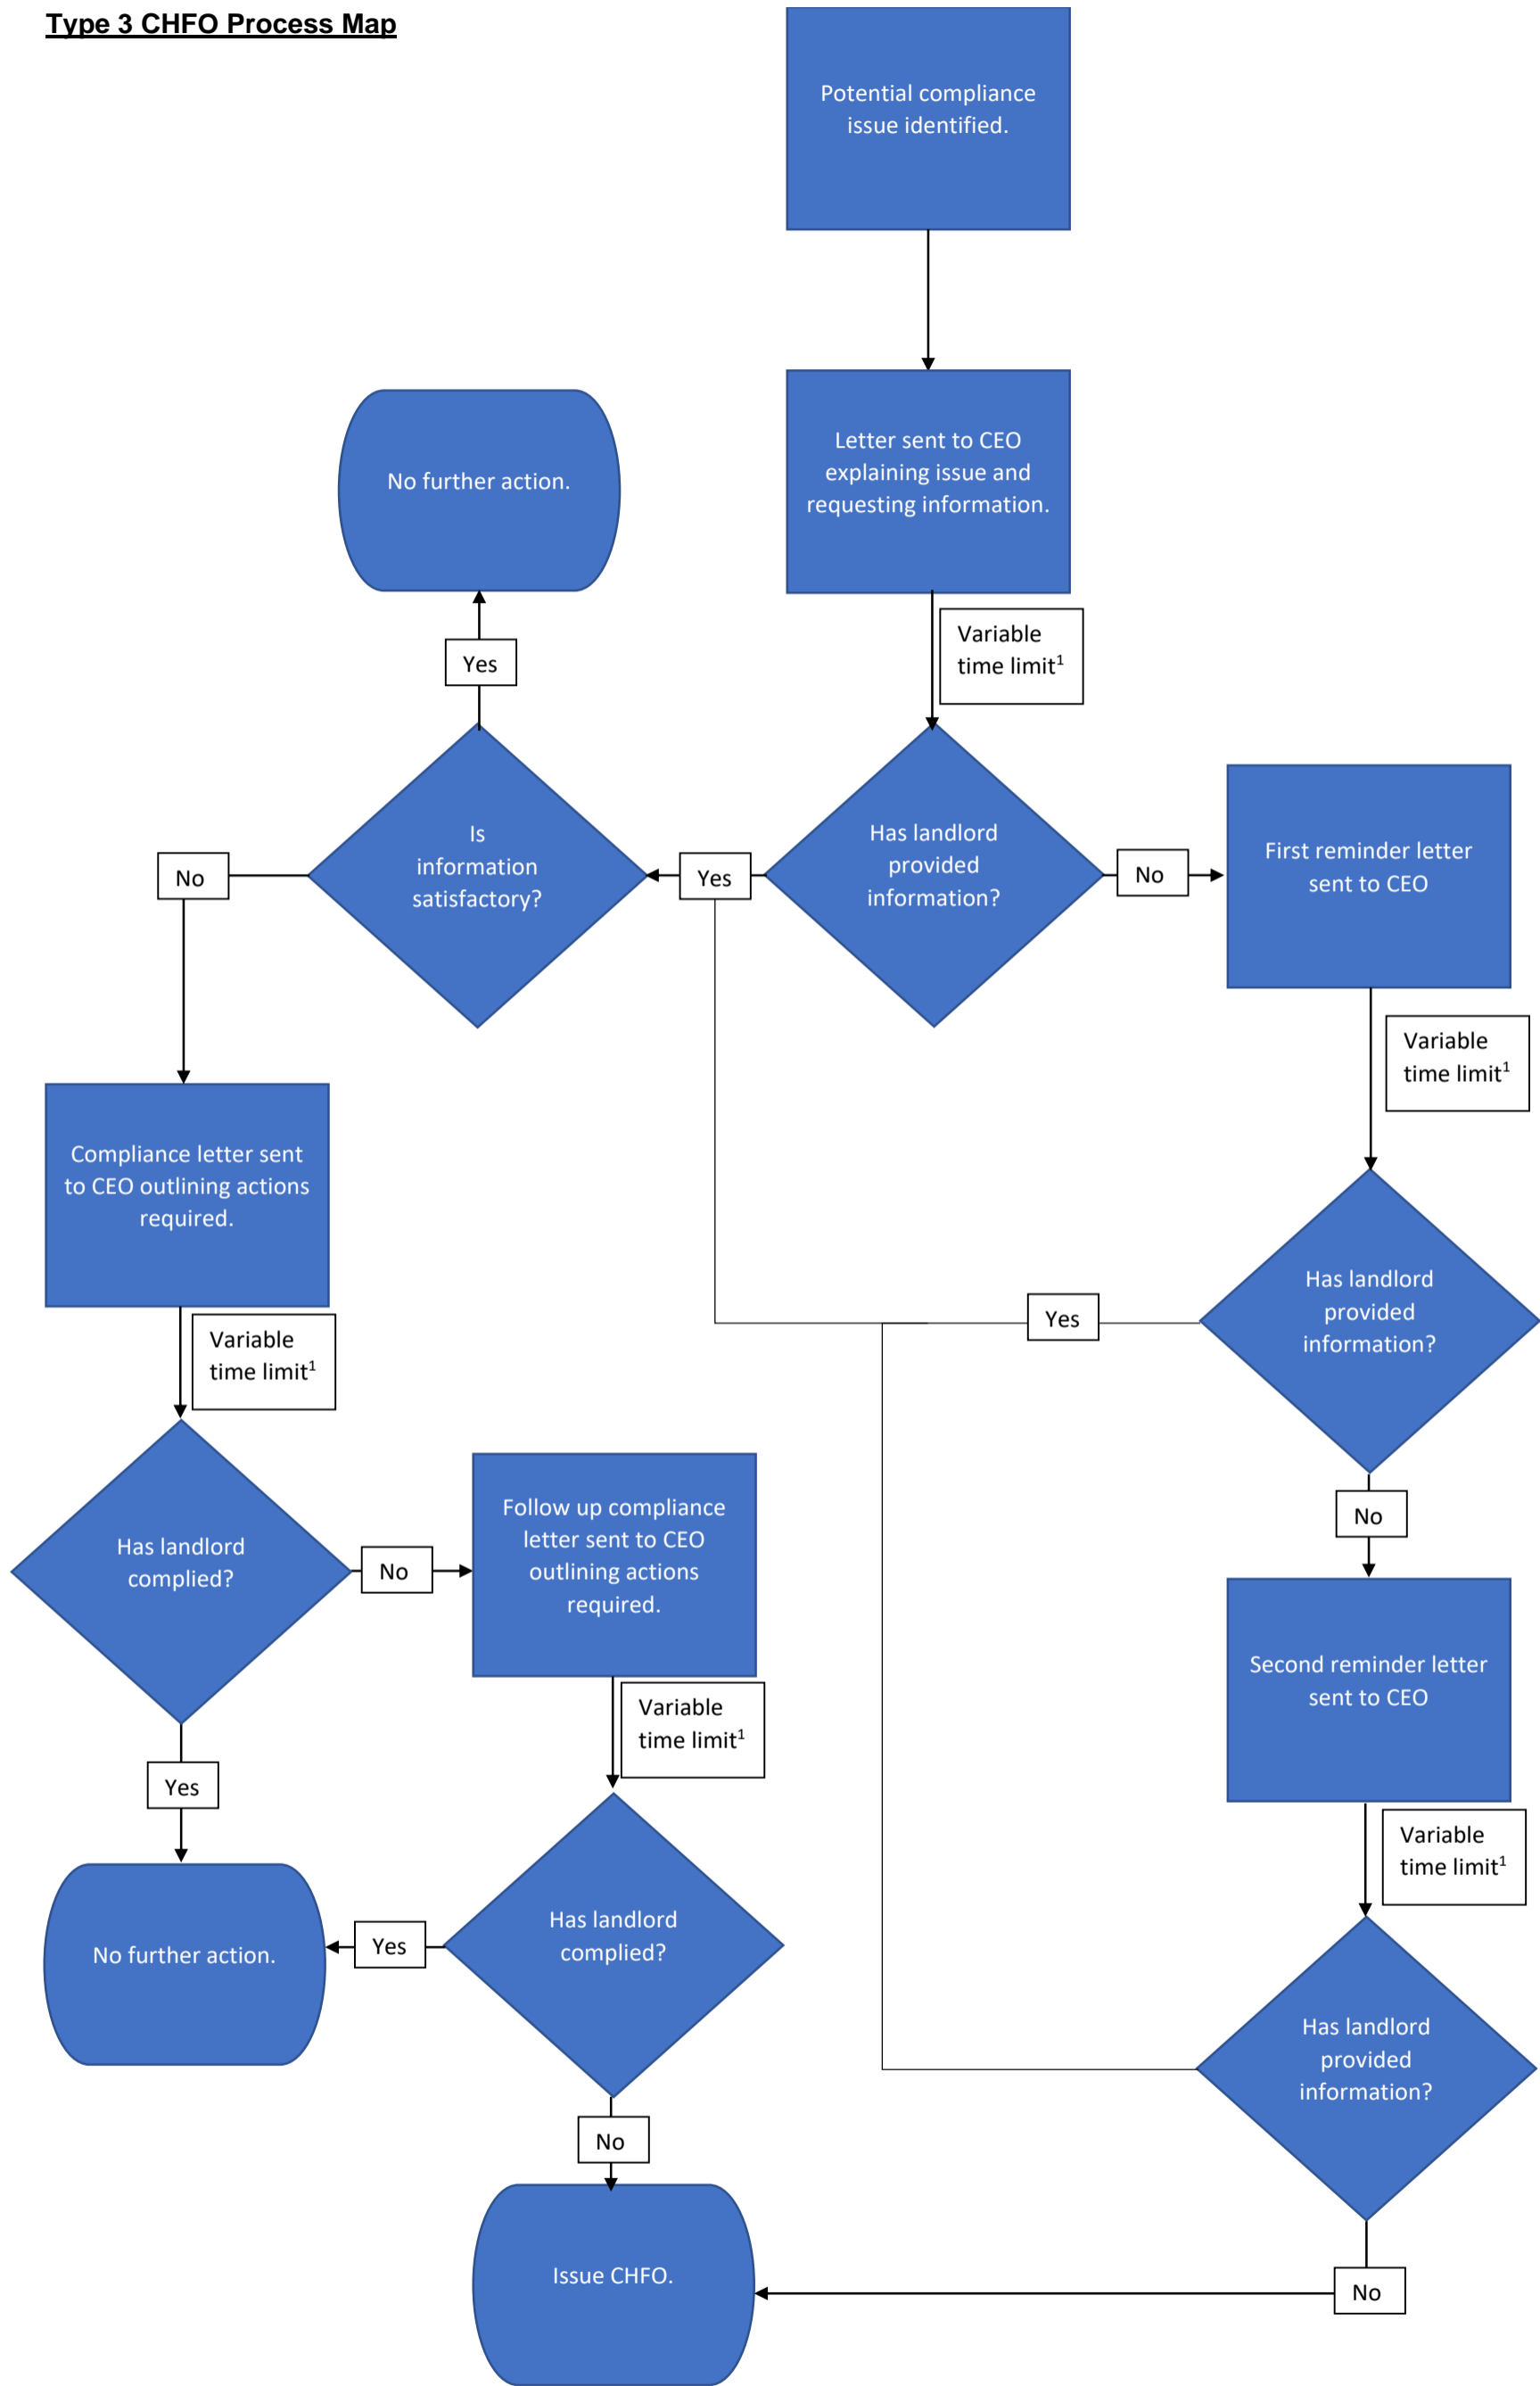 Type 3 CHFO Process Map
Potential compliance
issue identified.
Letter sent to CEO
explaining issue and
requesting information.
No further action.
Variable
time limit¹
Yes
Is
information
satisfactory?
Has landlord
provided
information?
First reminder letter
sent to CEO
No
Yes
No
Variable
time limit¹
Compliance letter sent
to CEO outlining actions
required.
Has landlord
provided
information?
Yes
Variable
time limit¹
No
Has landlord
complied?
No
Follow up compliance
letter sent to CEO
outlining actions
required.
Second reminder letter
sent to CEO
Variable
time limit¹
Yes
Variable
time limit¹
No further action.
Yes
Has landlord
complied?
Has landlord
provided
information?
No
Issue CHFO.
No